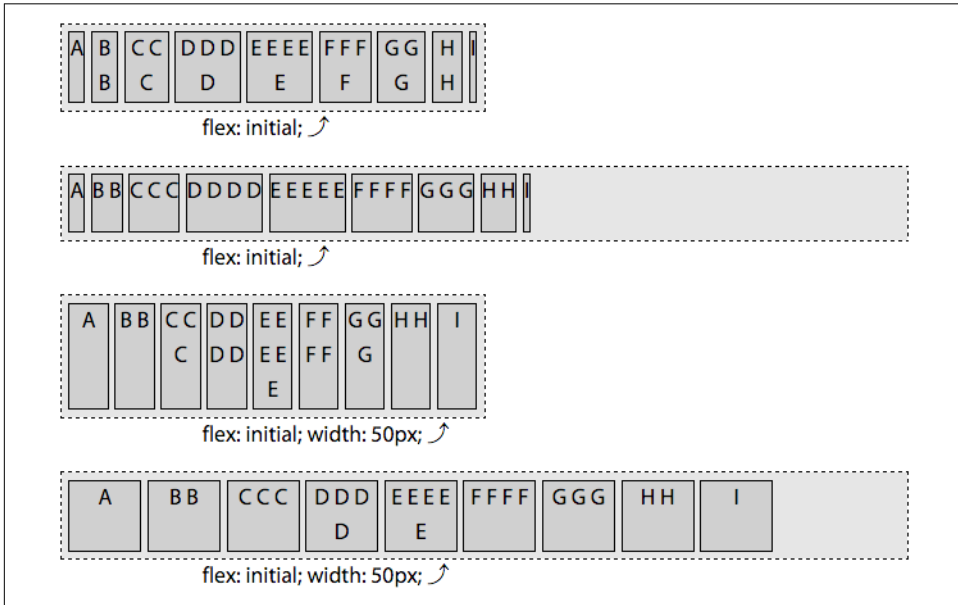 A B C C D D D E E E E F F F G G H I
B C D E F G H
flex: initial;
A B B C C C D D D D E E E E E F F F F G G G H H I
flex: initial;
A B B C C D D E E F F G G H H I
C D D E E F F G
E
flex: initial; width: 50px;
A B B C C C D D D E E E E F F F F G G G H H I
D E
flex: initial; width: 50px;